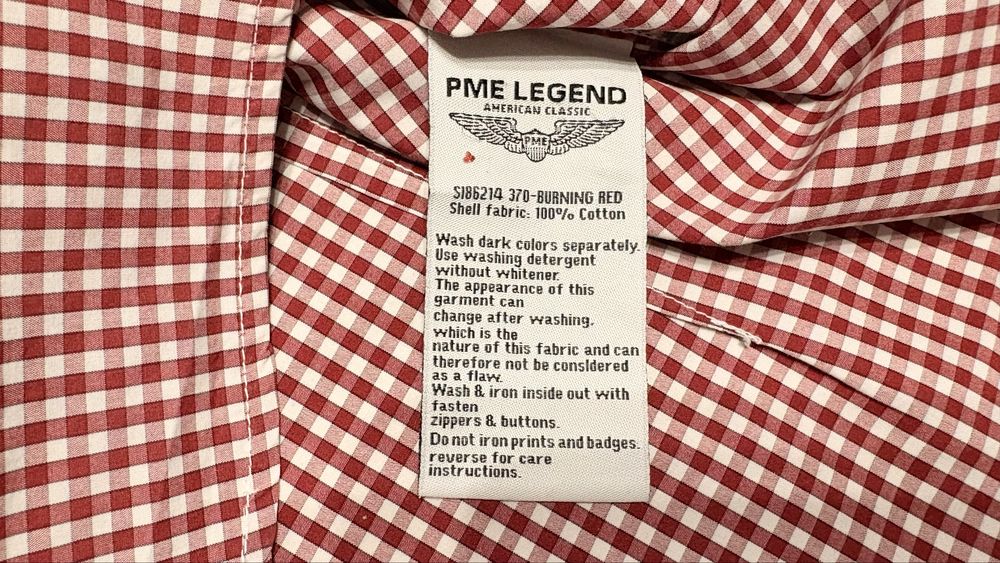 PME LEGEND
AMERICAN CLASSIC
PME
S186214 370-BURNING RED
Shell fabric: 100% Cotton
Wash dark colors separately.
Use washing detergent
without whitener.
The appearance of this
garment can
change after washing,
which is the
nature of this fabric and can
therefore not be considered
as a flaw.
Wash & iron inside out with
fasten
zippers & buttons.
Do not iron prints and badges.
reverse for care
instructions.